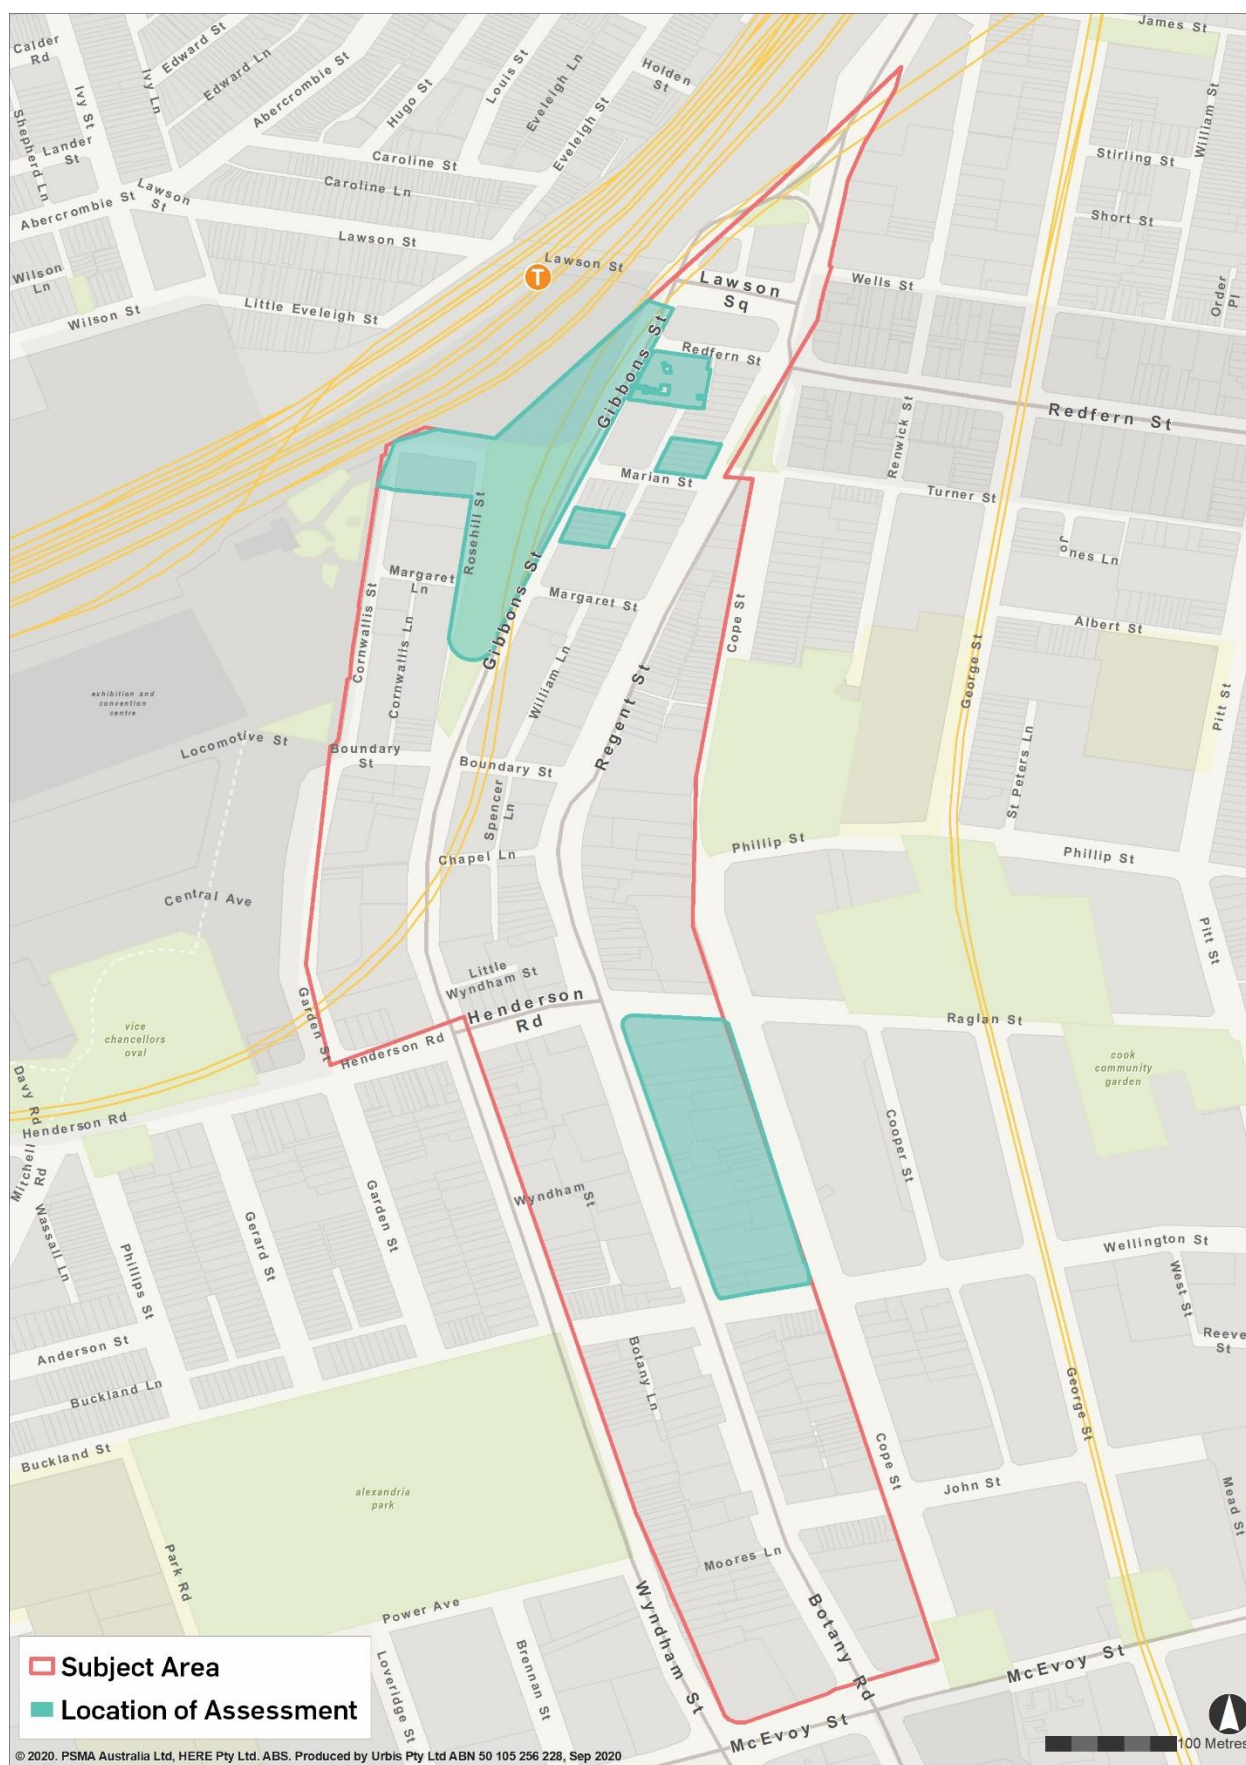 James St
Calder
Rd
Edward St
Edward Ln
Ivy Ln
Ivy St
Abercrombie St
Hugo St
Louis St
Eveleigh Ln
Holden
St
Eveleigh St
William St
Shepherd Ln
Lander
St
Caroline St
Caroline Ln
Stirling St
Abercrombie St
Lawson
St
Lawson St
Short St
Lawson St
T
Wilson
Ln
Wilson St
Little Eveleigh St
Lawson
Sq
Wells St
Order
Pl
Gibbons St
Redfern St
Redfern St
Renwick St
Marian St
Turner St
Rosehill St
Jones Ln
Margaret
Ln
Margaret St
Gibbons St
Cornwallis St
Cornwallis Ln
William Ln
Cope St
Albert St
George St
Pitt St
exhibition and
convention
centre
Locomotive St
Regent St
Boundary
St
Boundary St
Spencer
Ln
St Peters Ln
Chapel Ln
Phillip St
Phillip St
Central Ave
Pitt St
Little
Wyndham St
Henderson
Rd
Garden St
Raglan St
vice
chancellors
oval
Henderson Rd
cook
community
garden
Davy Rd
Henderson Rd
Mitchell
Rd
Cooper St
Wassall Ln
Phillips St
Gerard St
Garden St
Wyndham
St
Wellington St
West St
Reeve
St
Anderson St
Buckland Ln
Botany Ln
George St
Buckland St
Cope St
alexandria
park
John St
Mead St
Park Rd
Moores Ln
Power Ave
Wyndham St
Botany Rd
Loveridge St
Brennan St
McEvoy St
McEvoy St
Subject Area
Location of Assessment
100 Metres
© 2020. PSMA Australia Ltd, HERE Pty Ltd. ABS. Produced by Urbis Pty Ltd ABN 50 105 256 228, Sep 2020